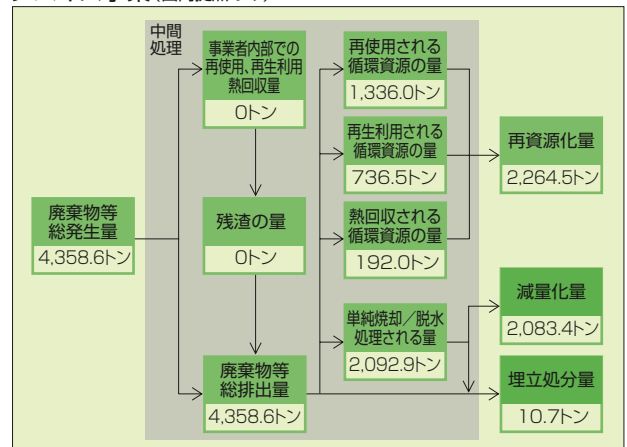 中間
処理
事業者内部での
再使用、再生利用
熱回収量
0トン
再使用される
循環資源の量
1,336.0トン
再生利用される
循環資源の量
736.5トン
再資源化量
2,264.5トン
廃棄物等
総発生量
4,358.6トン
残渣の量
0トン
熱回収される
循環資源の量
192.0トン
減量化量
2,083.4トン
単純焼却／脱水
処理される量
2,092.9トン
廃棄物等
総排出量
4,358.6トン
埋立処分量
10.7トン